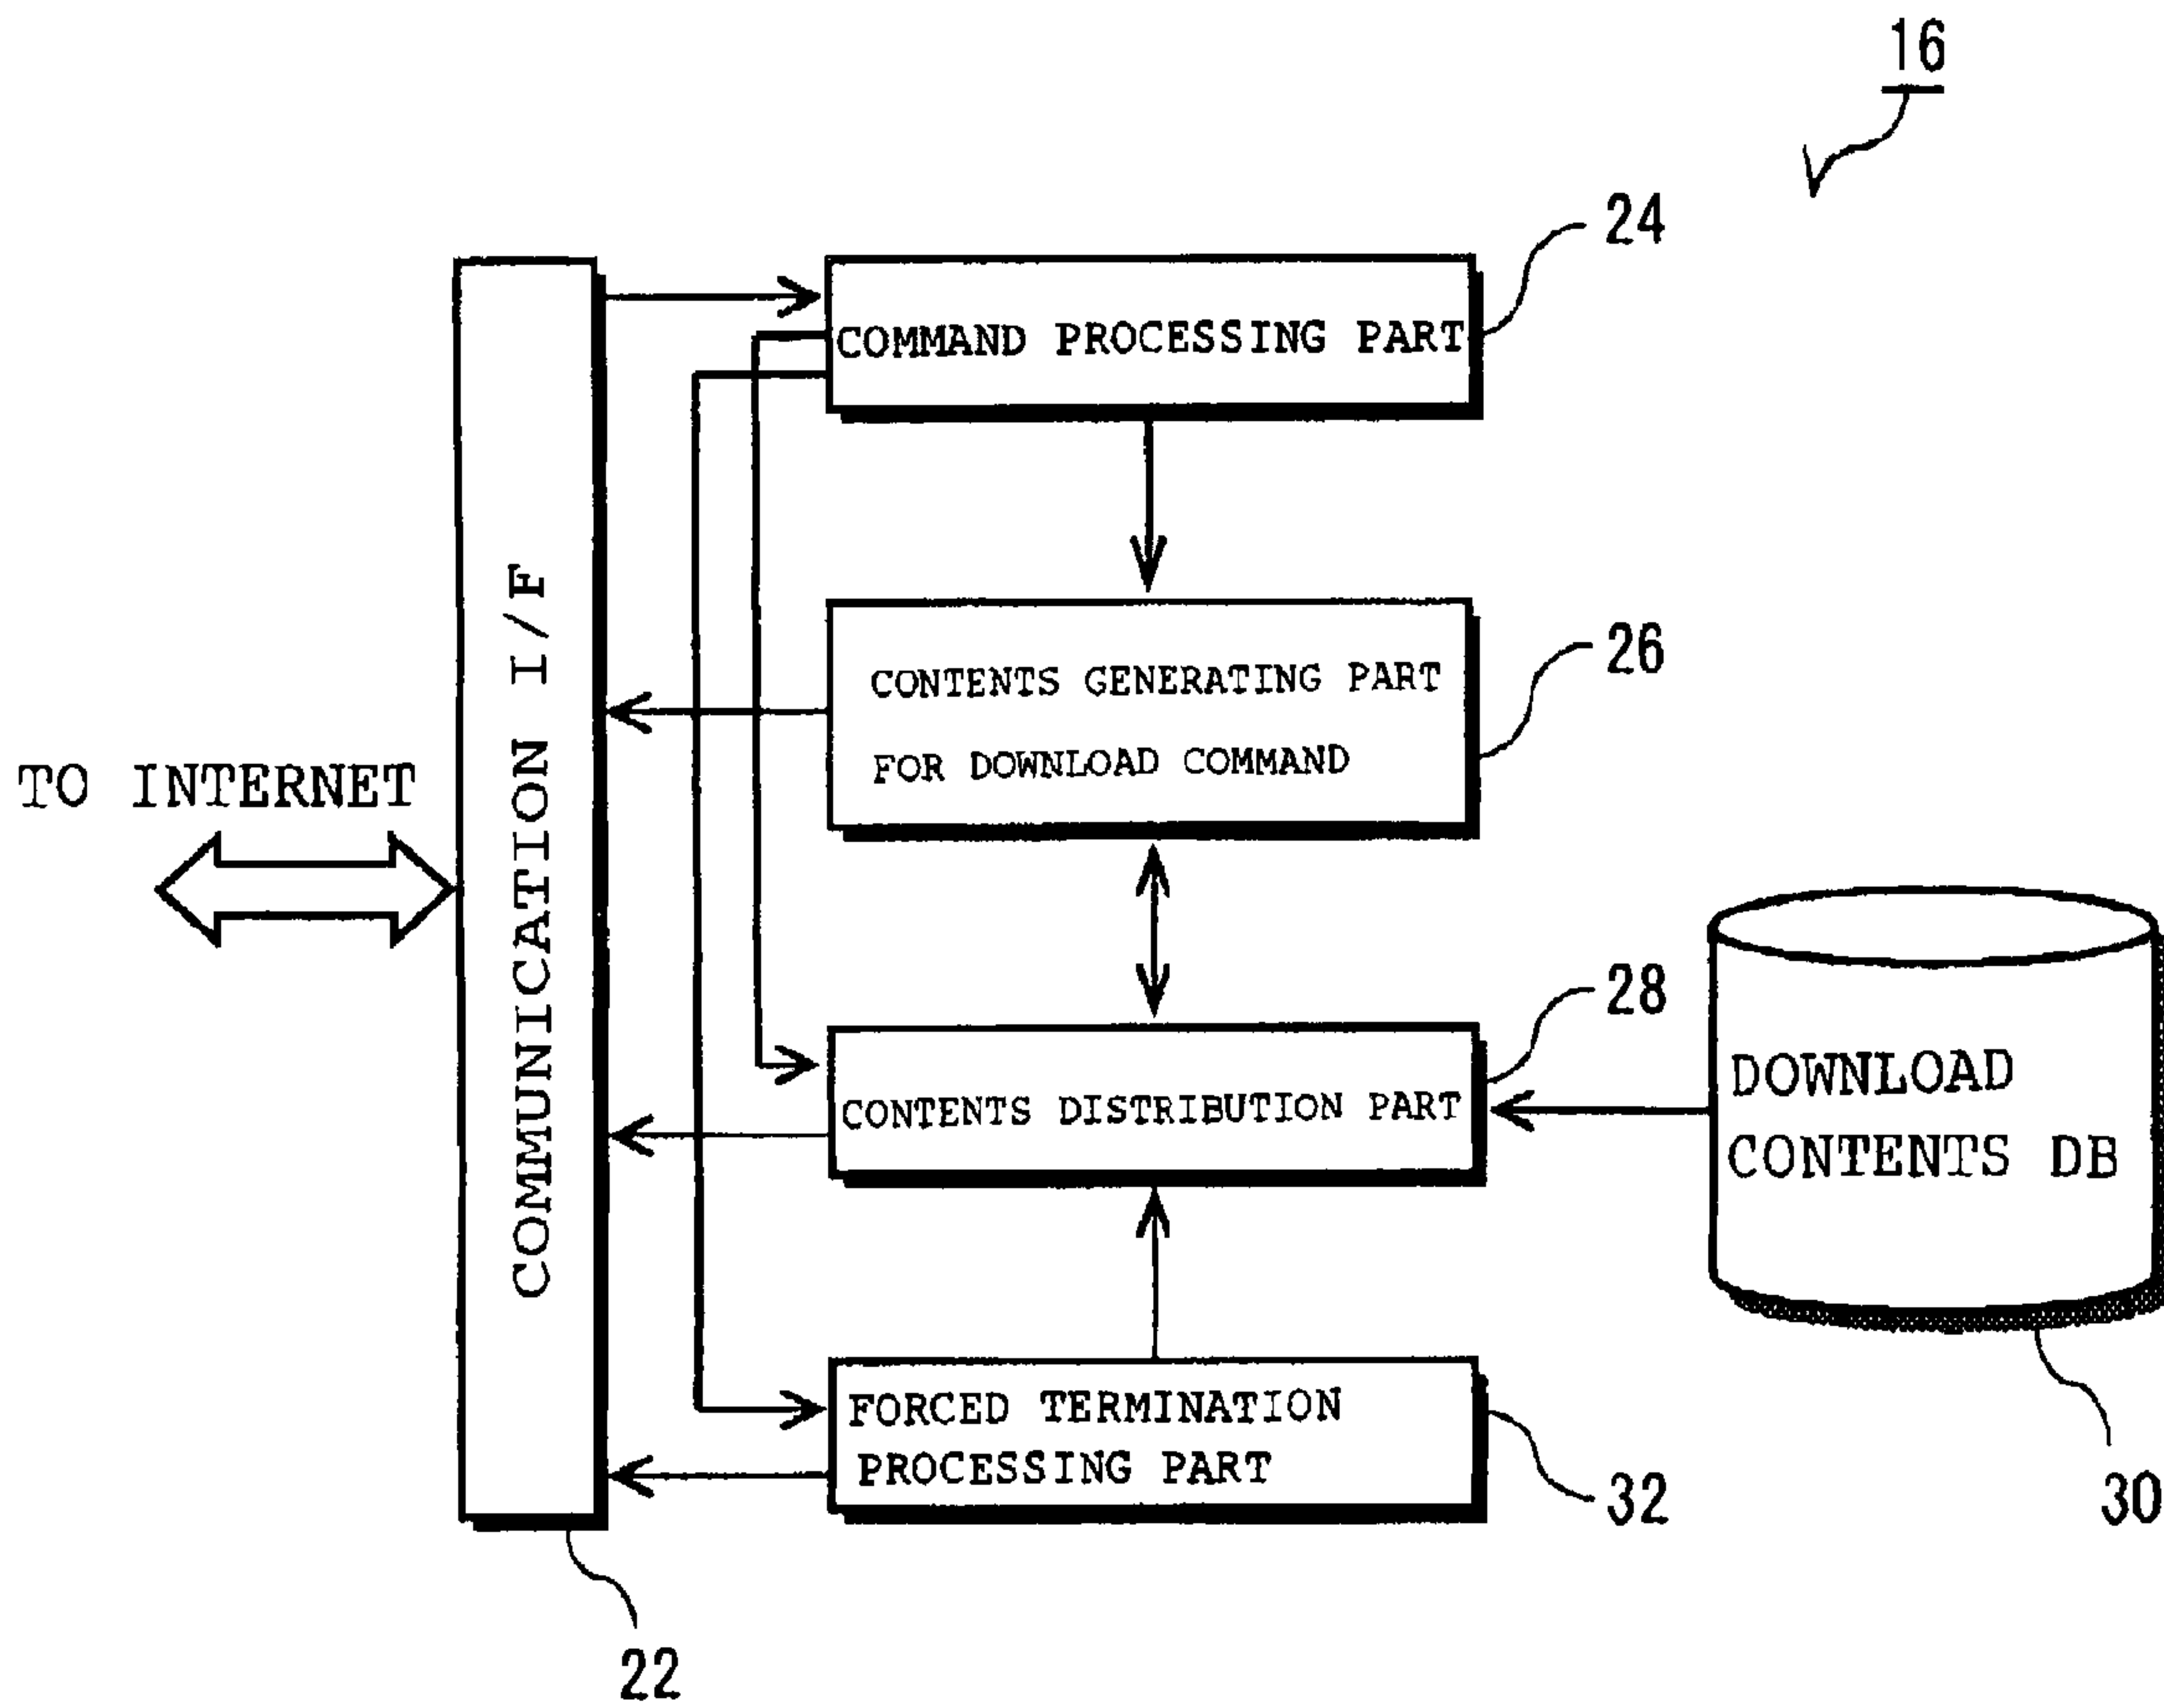 16
24
COMMAND PROCESSING PART
26
CONTENTS GENERATING PART
FOR DOWNLOAD COMMAND
TO INTERNET
COMMUNICATION I/F
28
CONTENTS DISTRIBUTION PART
DOWNLOAD
CONTENTS DB
FORCED TERMINATION
PROCESSING PART
32
30
22